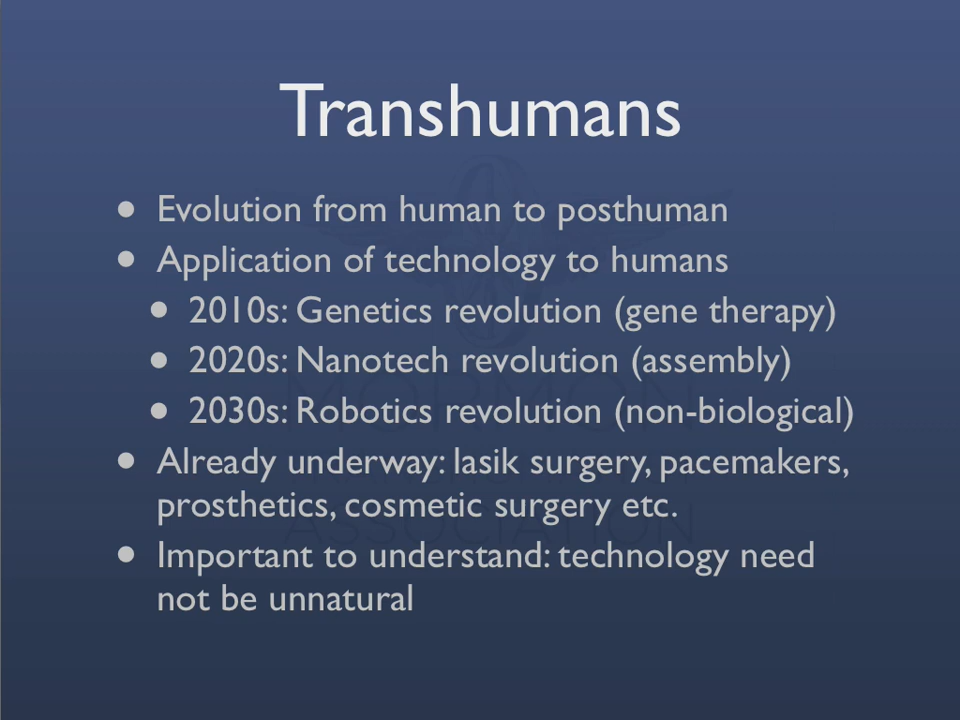 Transhumans
• Evolution from human to posthuman
• Application of technology to humans
• 2010s: Genetics revolution (gene therapy)
• 2020s: Nanotech revolution (assembly)
• 2030s: Robotics revolution (non-biological)
• Already underway: lasik surgery, pacemakers,
prosthetics, cosmetic surgery etc.
• Important to understand: technology need
not be unnatural
MORMON
ASSOCIATION